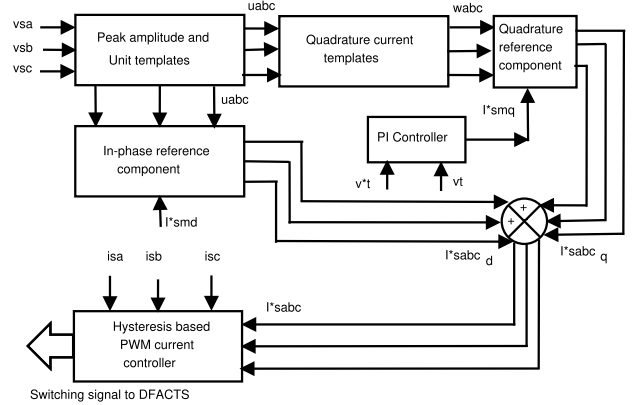 vsa
vsb
vsc
Peak amplitude and
Unit templates
uabc
Quadrature current
templates
wabc
Quadrature
reference
component
uabc
I*smq
PI Controller
v*t
vt
In-phase reference
component
I*smd
+
+
I*sabc d
I*sabc q
isa
isb
isc
I*sabc
Hysteresis based
PWM current
controller
Switching signal to DFACTS